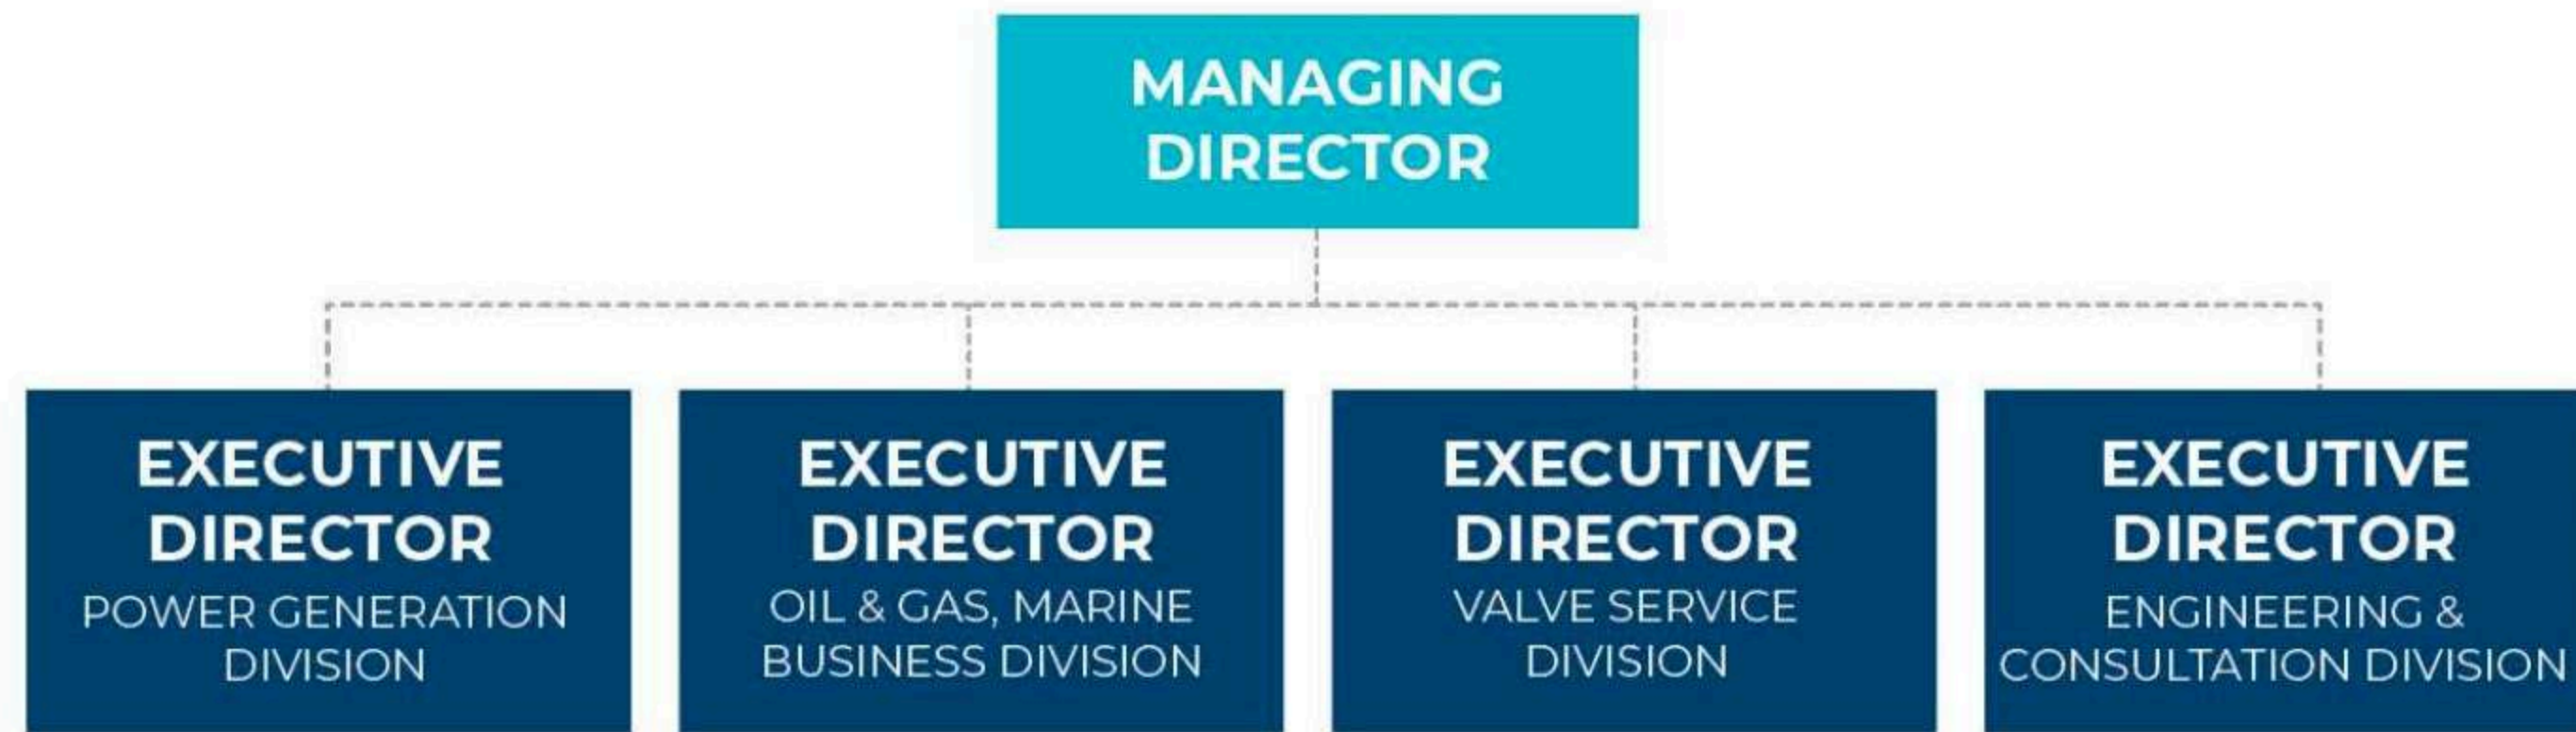 MANAGING
DIRECTOR
EXECUTIVE
DIRECTOR
POWER GENERATION
DIVISION
EXECUTIVE
DIRECTOR
OIL & GAS, MARINE
BUSINESS DIVISION
EXECUTIVE
DIRECTOR
VALVE SERVICE
DIVISION
EXECUTIVE
DIRECTOR
ENGINEERING &
CONSULTATION DIVISION